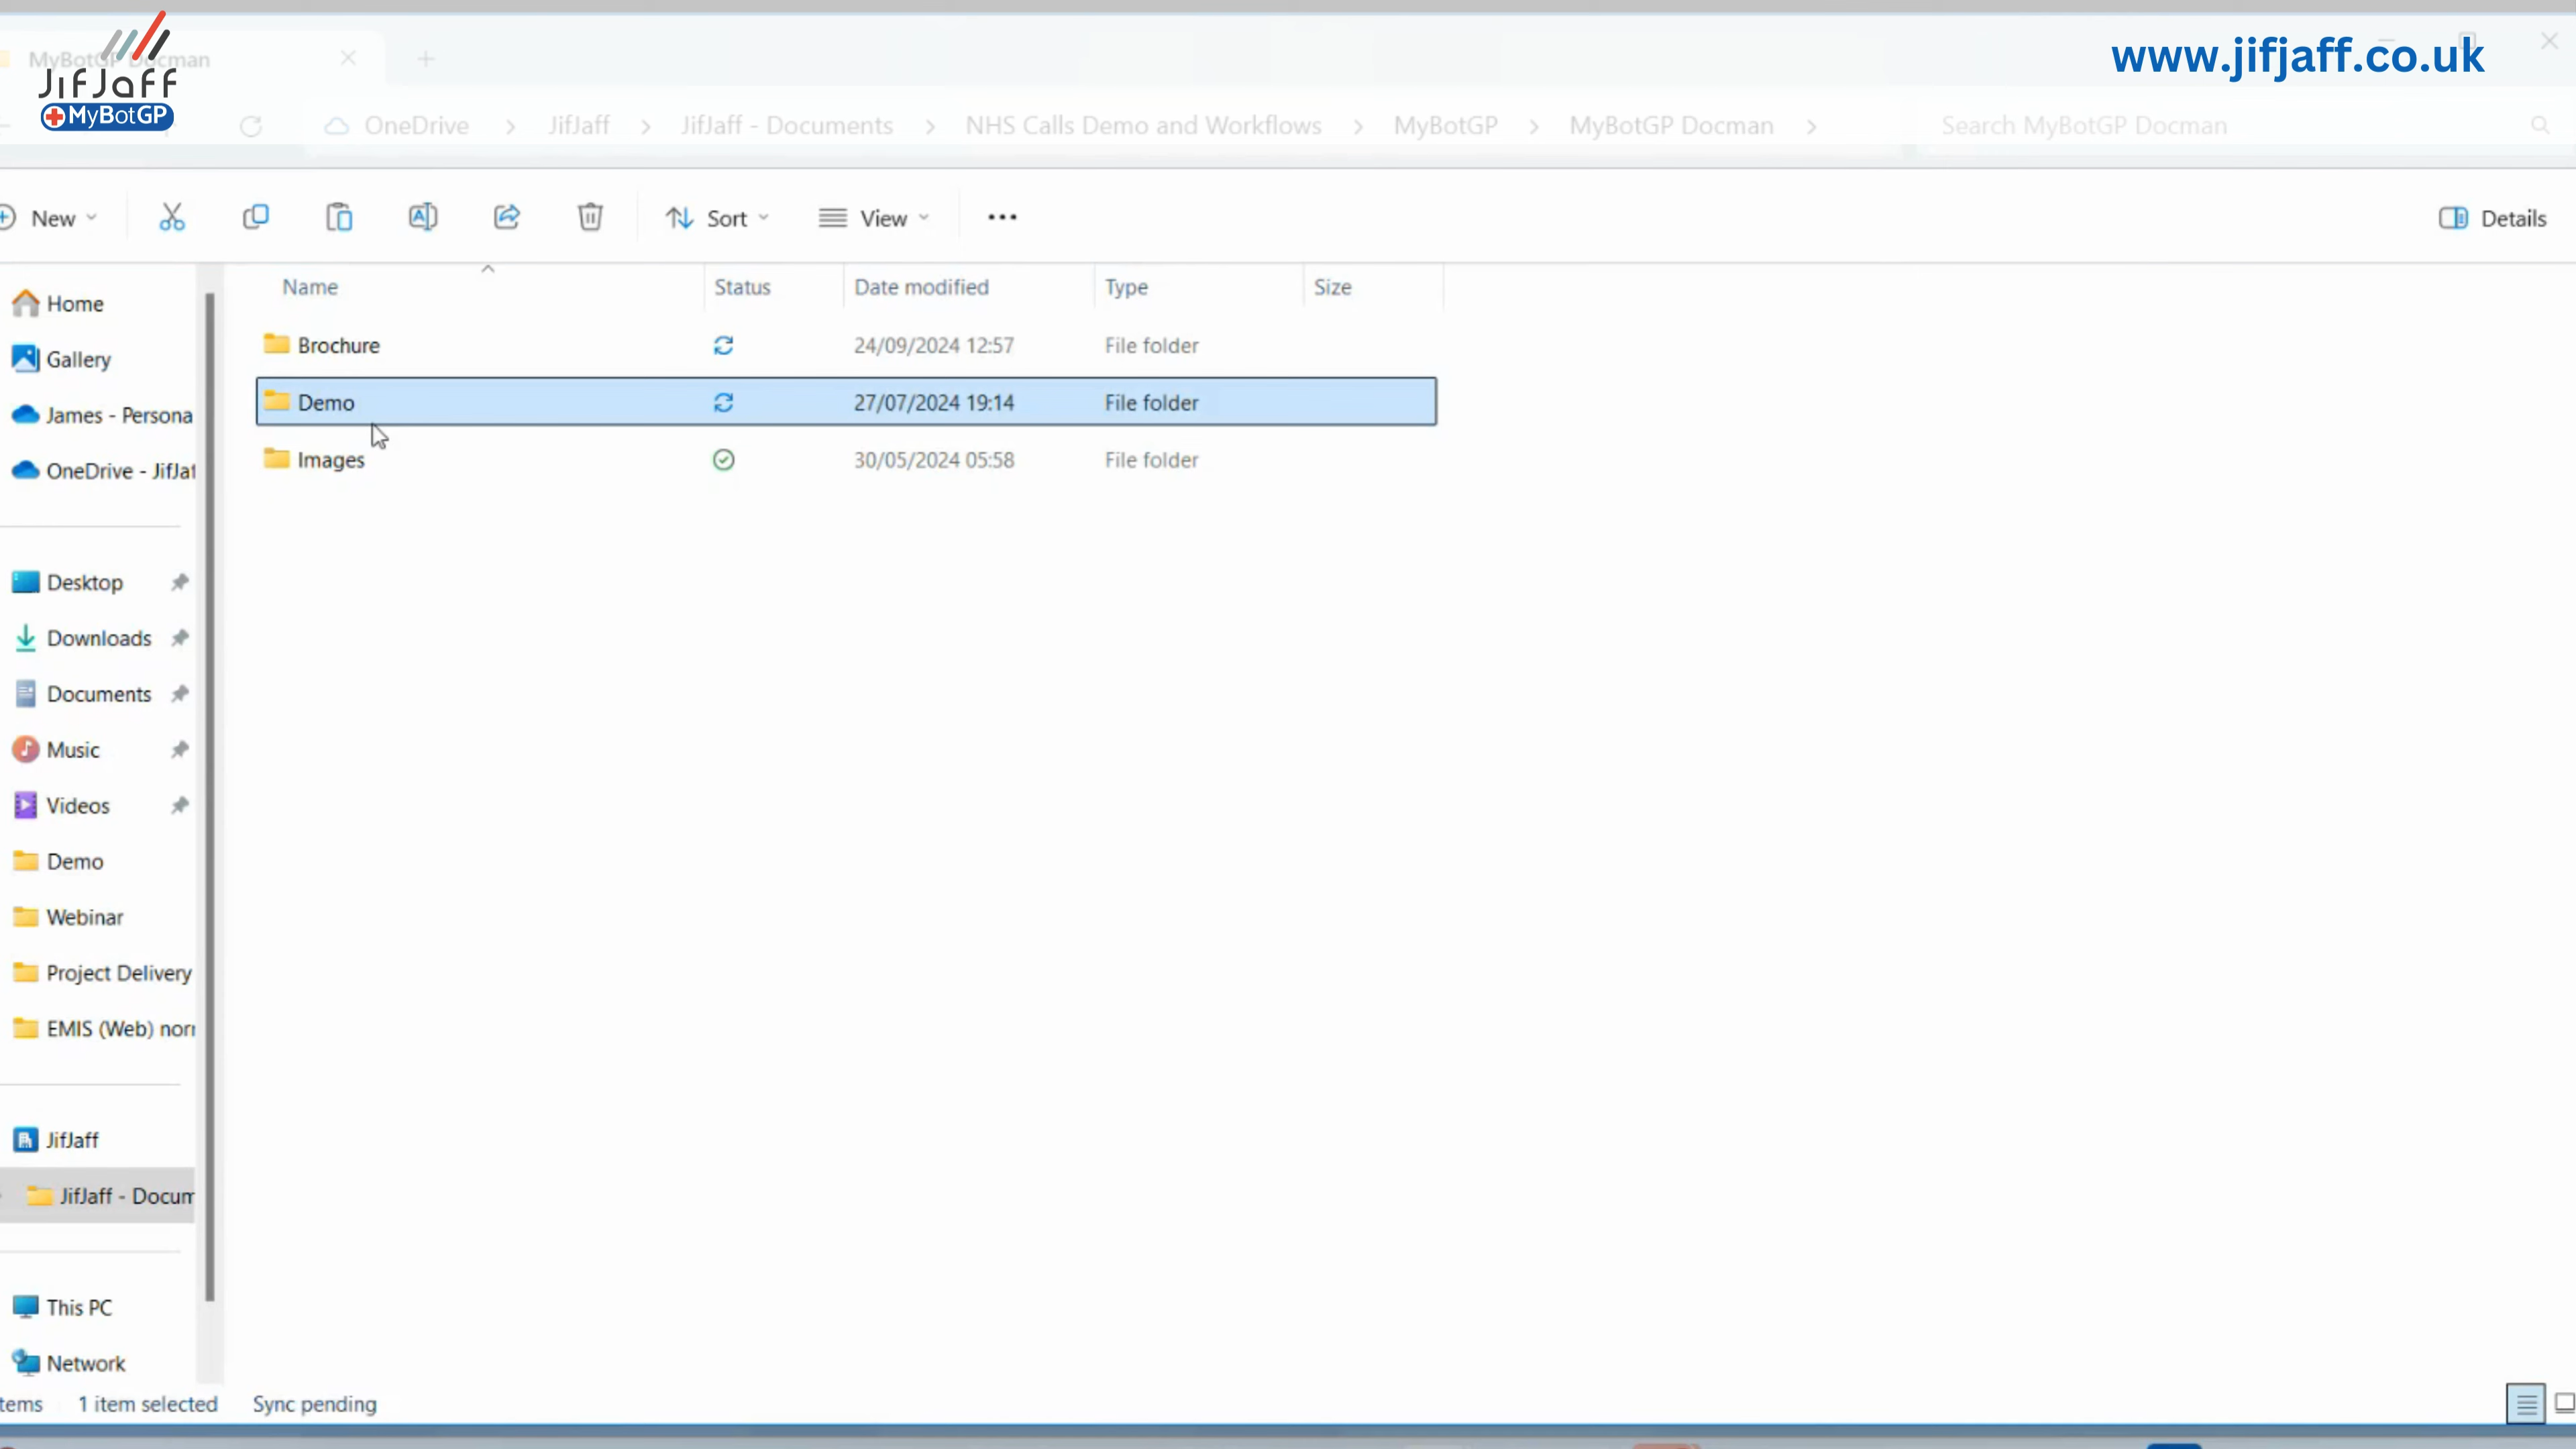 MyBotGP Docman
JifJaff
MyBotGP
www.jifjaff.co.uk
OneDrive > JifJaff > JifJaff - Documents > NHS Calls Demo and Workflows > MyBotGP > MyBotGP Docman >
Search MyBotGP Docman
New Sort View ••• Details
Name Status Date modified Type Size
Brochure 24/09/2024 12:57 File folder
Demo 27/07/2024 19:14 File folder
Images 30/05/2024 05:58 File folder
Home
Gallery
James - Persona
OneDrive - JifJaf
Desktop
Downloads
Documents
Music
Videos
Demo
Webinar
Project Delivery
EMIS (Web) norr
JifJaff
JifJaff - Docum
This PC
Network
tems 1 item selected Sync pending